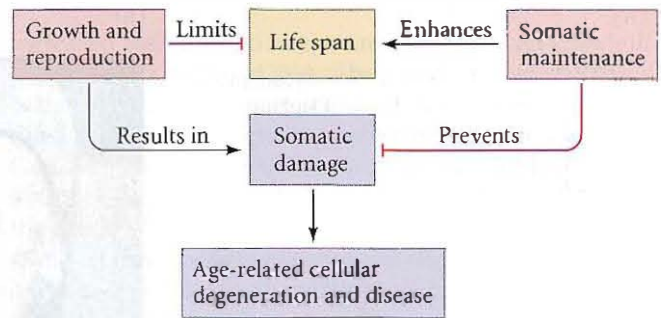 Growth and
reproduction
Limits
Life span
Enhances
Somatic
maintenance
Results in
Somatic
damage
Prevents
Age-related cellular
degeneration and disease